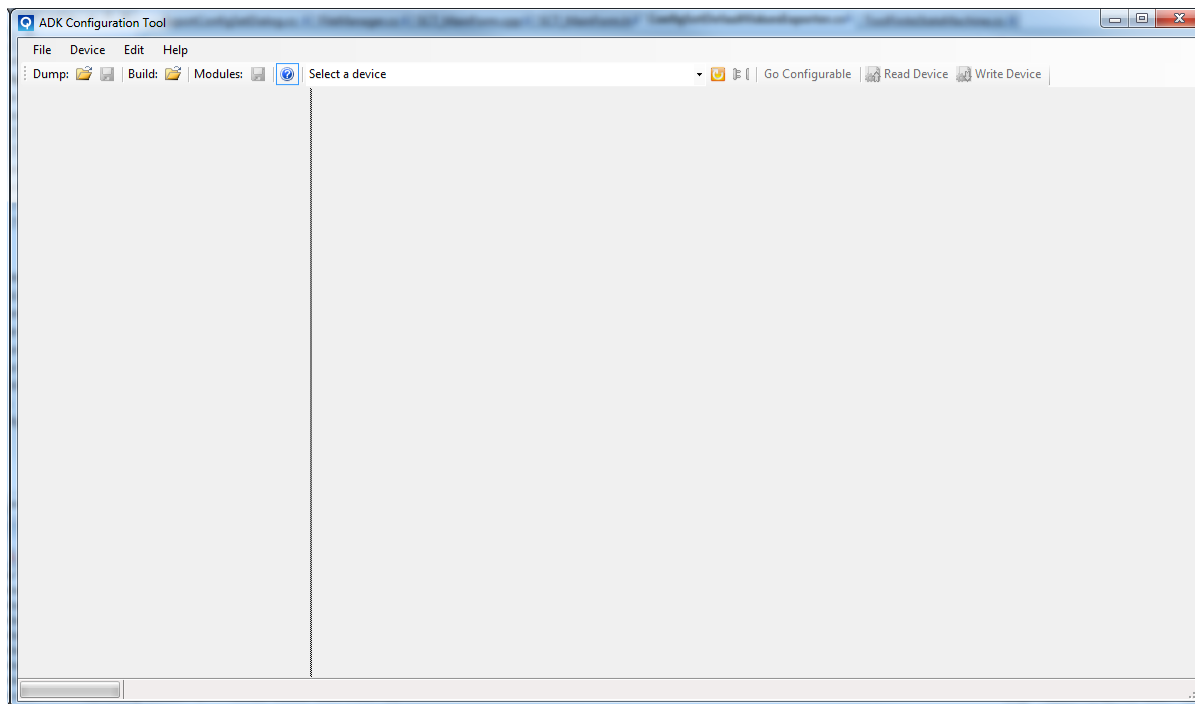 ADK Configuration Tool
File Device Edit Help
Dump: Build: Modules: Select a device Go Configurable Read Device Write Device